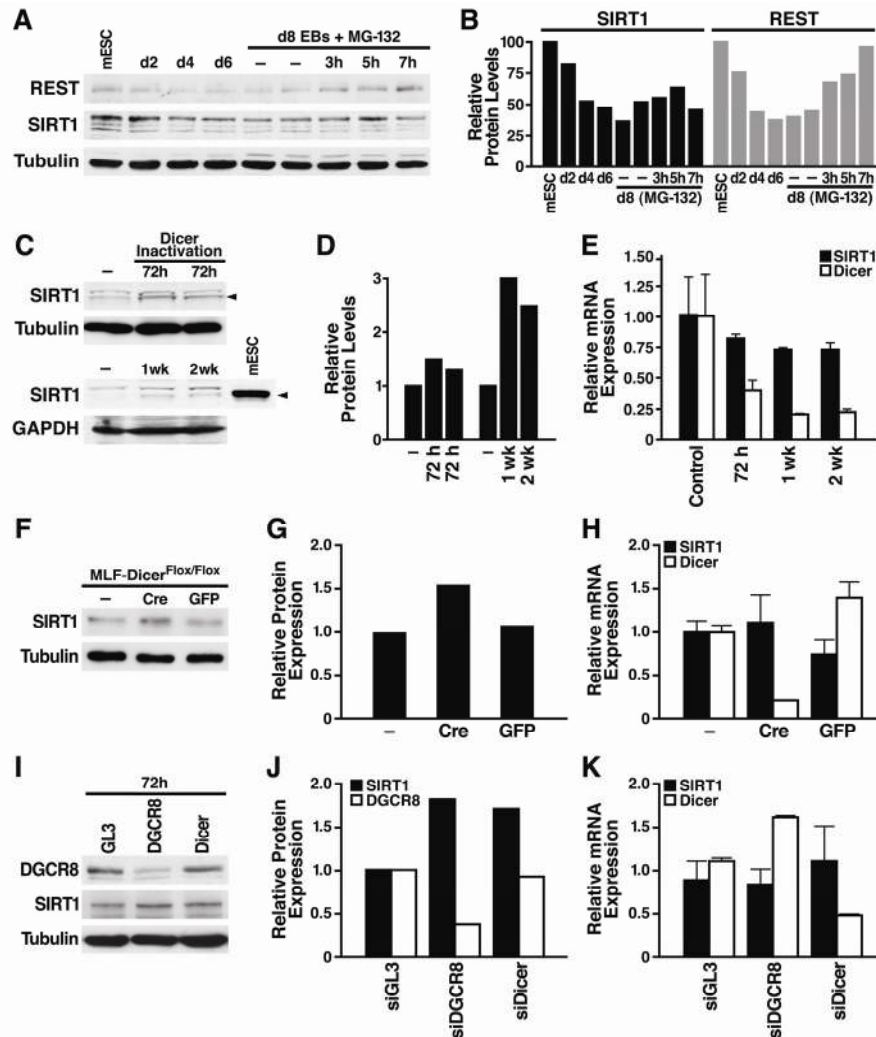 A
mESC
d2 d4 d6
d8 EBs + MG-132
– – 3h 5h 7h
REST
SIRT1
Tubulin
B
SIRT1 REST
Relative
Protein Levels
100
75
50
25
0
mESC d2 d4 d6 – – 3h 5h 7h
d8 (MG-132)
mESC d2 d4 d6 – – 3h 5h 7h
d8 (MG-132)
C
Dicer
Inactivation
– 72h 72h
SIRT1
Tubulin
– 1wk 2wk mESC
SIRT1
GAPDH
D
Relative
Protein Levels
3
2
1
0
– 72 h 72 h – 1 wk 2 wk
E
SIRT1
Dicer
Relative mRNA
Expression
1.50
1.25
1.00
0.75
0.25
0
Control 72 h 1 wk 2 wk
F
MLF-Dicer Flox/Flox
– Cre GFP
SIRT1
Tubulin
G
Relative Protein
Expression
2.0
1.5
1.0
0.5
0
– Cre GFP
H
SIRT1
Dicer
Relative mRNA
Expression
2.0
1.5
1.0
0.5
0
– Cre GFP
I
72h
GL3 DGCR8 Dicer
DGCR8
SIRT1
Tubulin
J
SIRT1
DGCR8
Relative Protein
Expression
2.0
1.5
1.0
0.5
0
siGL3 siDGCR8 siDicer
K
SIRT1
Dicer
Relative mRNA
Expression
2.0
1.5
1.0
0.5
0
siGL3 siDGCR8 siDicer